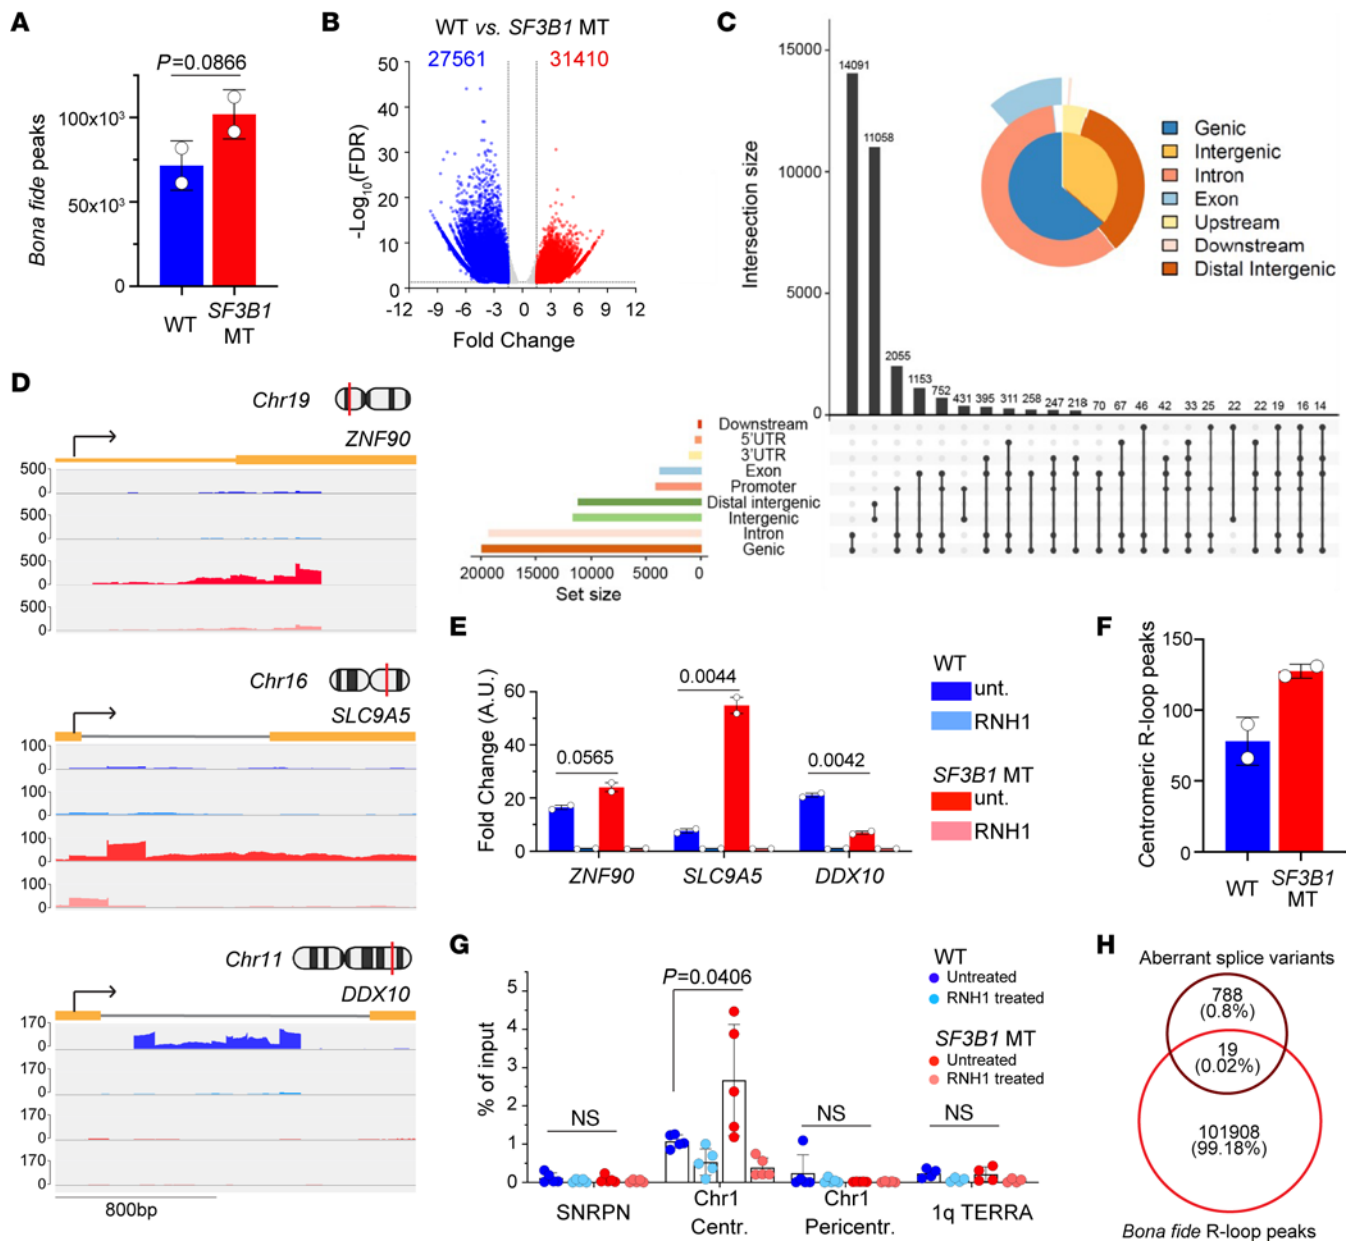 A
P=0.0866
Bona fide peaks
100x10³
50x10³
0
WT
SF3B1
MT
B
WT vs. SF3B1 MT
27561
31410
-Log₁₀(FDR)
50
40
30
20
10
0
-12
-9
-6
-3
0
3
6
9
12
Fold Change
C
Intersection size
15000
10000
5000
0
14091
11058
2055
1153
752
431
395
311
258
247
218
70
67
46
42
33
25
22
22
19
16
14
Genic
Intergenic
Intron
Exon
Upstream
Downstream
Distal Intergenic
Downstream
5'UTR
3'UTR
Exon
Promoter
Distal intergenic
Intergenic
Intron
Genic
20000
15000
10000
5000
0
Set size
D
Chr19
ZNF90
500
0
500
0
500
0
500
0
Chr16
SLC9A5
100
0
100
0
100
0
100
0
Chr11
DDX10
170
0
170
0
170
0
170
0
800bp
E
Fold Change (A.U.)
60
40
20
0
0.0565
0.0044
0.0042
ZNF90
SLC9A5
DDX10
WT
unt.
RNH1
SF3B1 MT
unt.
RNH1
F
Centromeric R-loop peaks
150
100
50
0
WT
SF3B1
MT
G
% of input
5
4
3
2
1
0
NS
P=0.0406
NS
NS
SNRPN
Chr1
Centr.
Chr1
Pericentr.
1q TERRA
WT
Untreated
RNH1 treated
SF3B1 MT
Untreated
RNH1 treated
H
Aberrant splice variants
788
(0.8%)
19
(0.02%)
101908
(99.18%)
Bona fide R-loop peaks